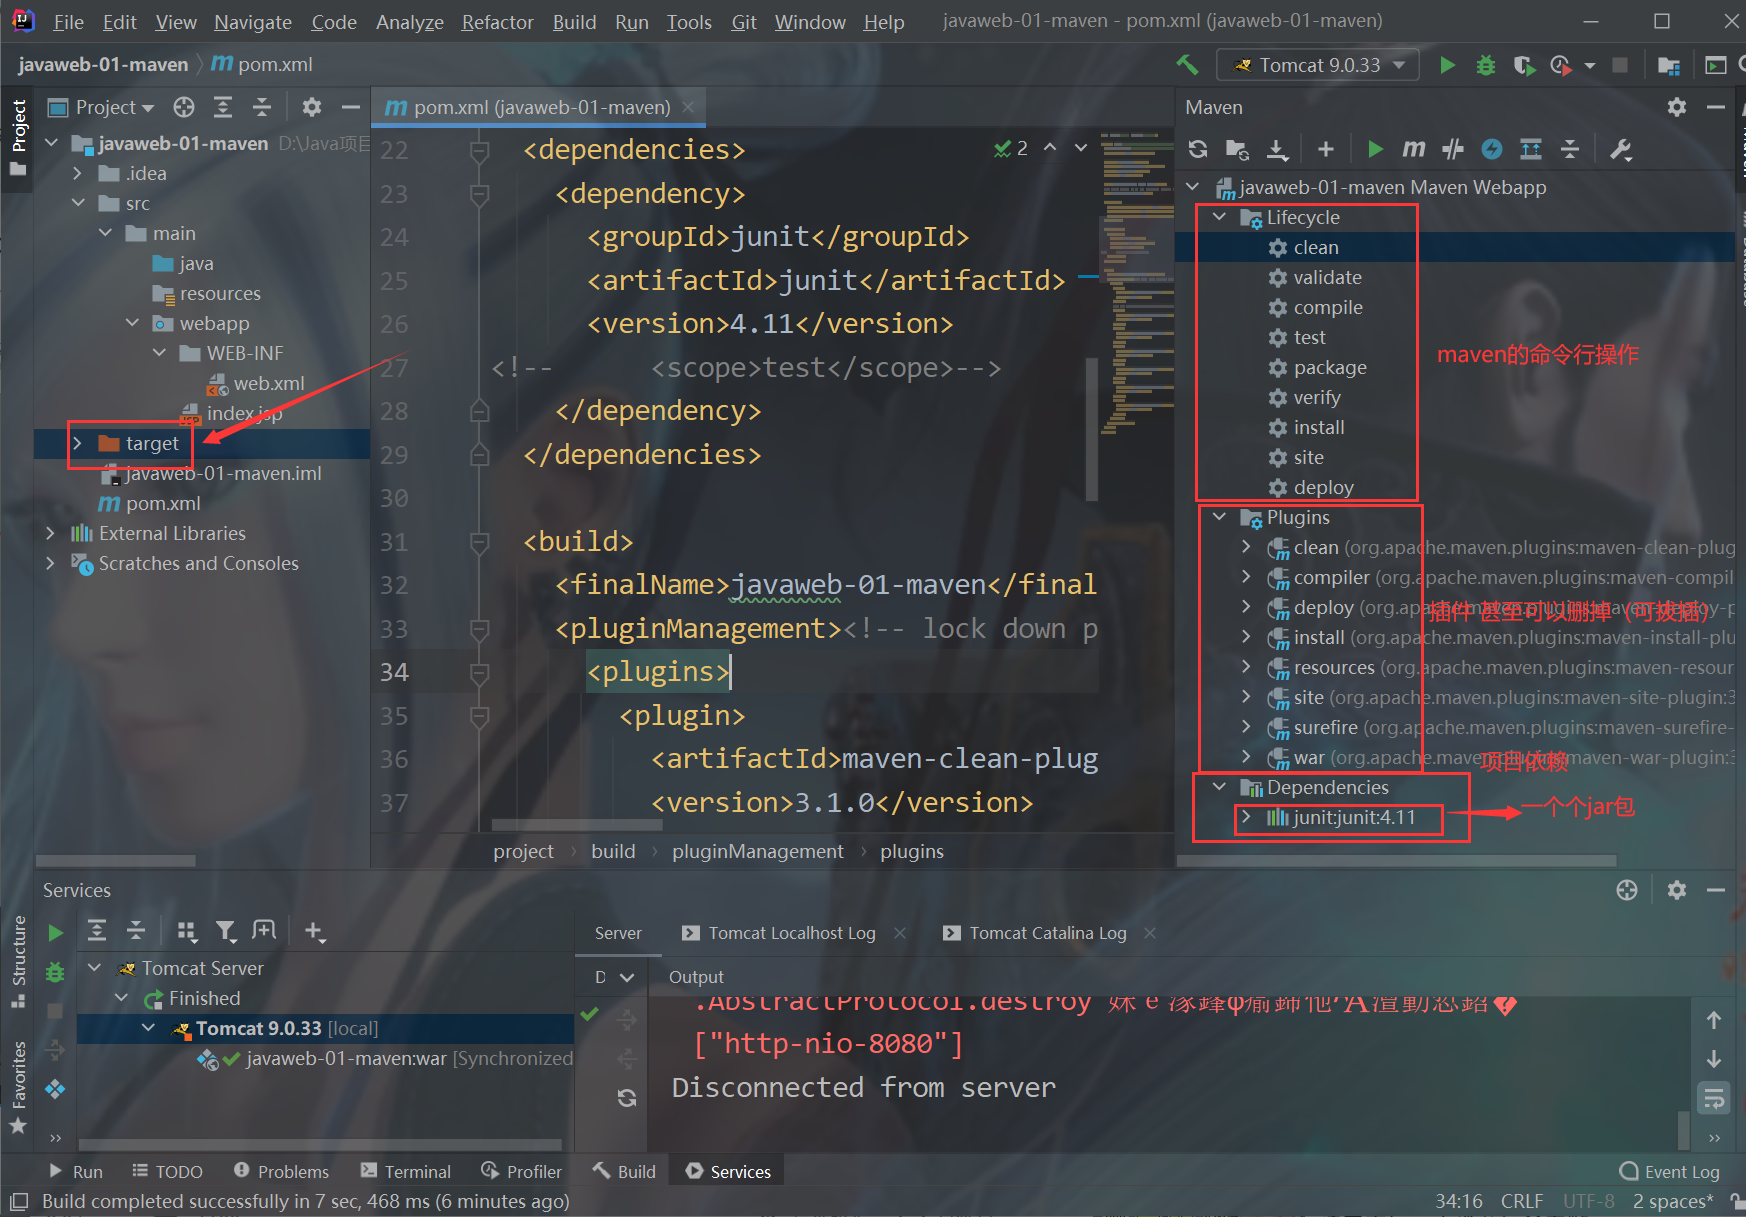 File Edit View Navigate Code Analyze Refactor Build Run Tools Git Window Help javaweb-01-maven - pom.xml (javaweb-01-maven)
javaweb-01-maven pom.xml
Tomcat 9.0.33
Project
Project
pom.xml (javaweb-01-maven)
Maven
javaweb-01-maven D:\Java项目
.idea
src
main
java
resources
webapp
WEB-INF
web.xml
index.jsp
target
javaweb-01-maven.iml
pom.xml
External Libraries
Scratches and Consoles
2
22 <dependencies>
23 <dependency>
24 <groupId>junit</groupId>
25 <artifactId>junit</artifactId>
26 <version>4.11</version>
27 <!-- <scope>test</scope>-->
28 </dependency>
29 </dependencies>
30
31 <build>
32 <finalName>javaweb-01-maven</final
33 <pluginManagement><!-- lock down p
34 <plugins>
35 <plugin>
36 <artifactId>maven-clean-plug
37 <version>3.1.0</version>
project build pluginManagement plugins
javaweb-01-maven Maven Webapp
Lifecycle
clean
validate
compile
test
package
verify
install
site
deploy
maven的命令行操作
Plugins
clean (org.apache.maven.plugins:maven-clean-plug
compiler (org.apache.maven.plugins:maven-compil
deploy (org.apache.maven.plugins:maven-deploy-p
插件 甚至可以删掉（可拨插）
install (org.apache.maven.plugins:maven-install-plu
resources (org.apache.maven.plugins:maven-resour
site (org.apache.maven.plugins:maven-site-plugin:3
surefire (org.apache.maven.plugins:maven-surefire-
war (org.apache.maven.plugins:maven-war-plugin:3
项目依赖
Dependencies
junit:junit:4.11
一个个jar包
Services
Structure
Favorites
Tomcat Server
Finished
Tomcat 9.0.33 [local]
javaweb-01-maven:war [Synchronized
Server Tomcat Localhost Log Tomcat Catalina Log
D Output
.AbstractProtocol.destroy
["http-nio-8080"]
Disconnected from server
Run TODO Problems Terminal Profiler Build Services Event Log
Build completed successfully in 7 sec, 468 ms (6 minutes ago) 34:16 CRLF UTF-8 2 spaces*